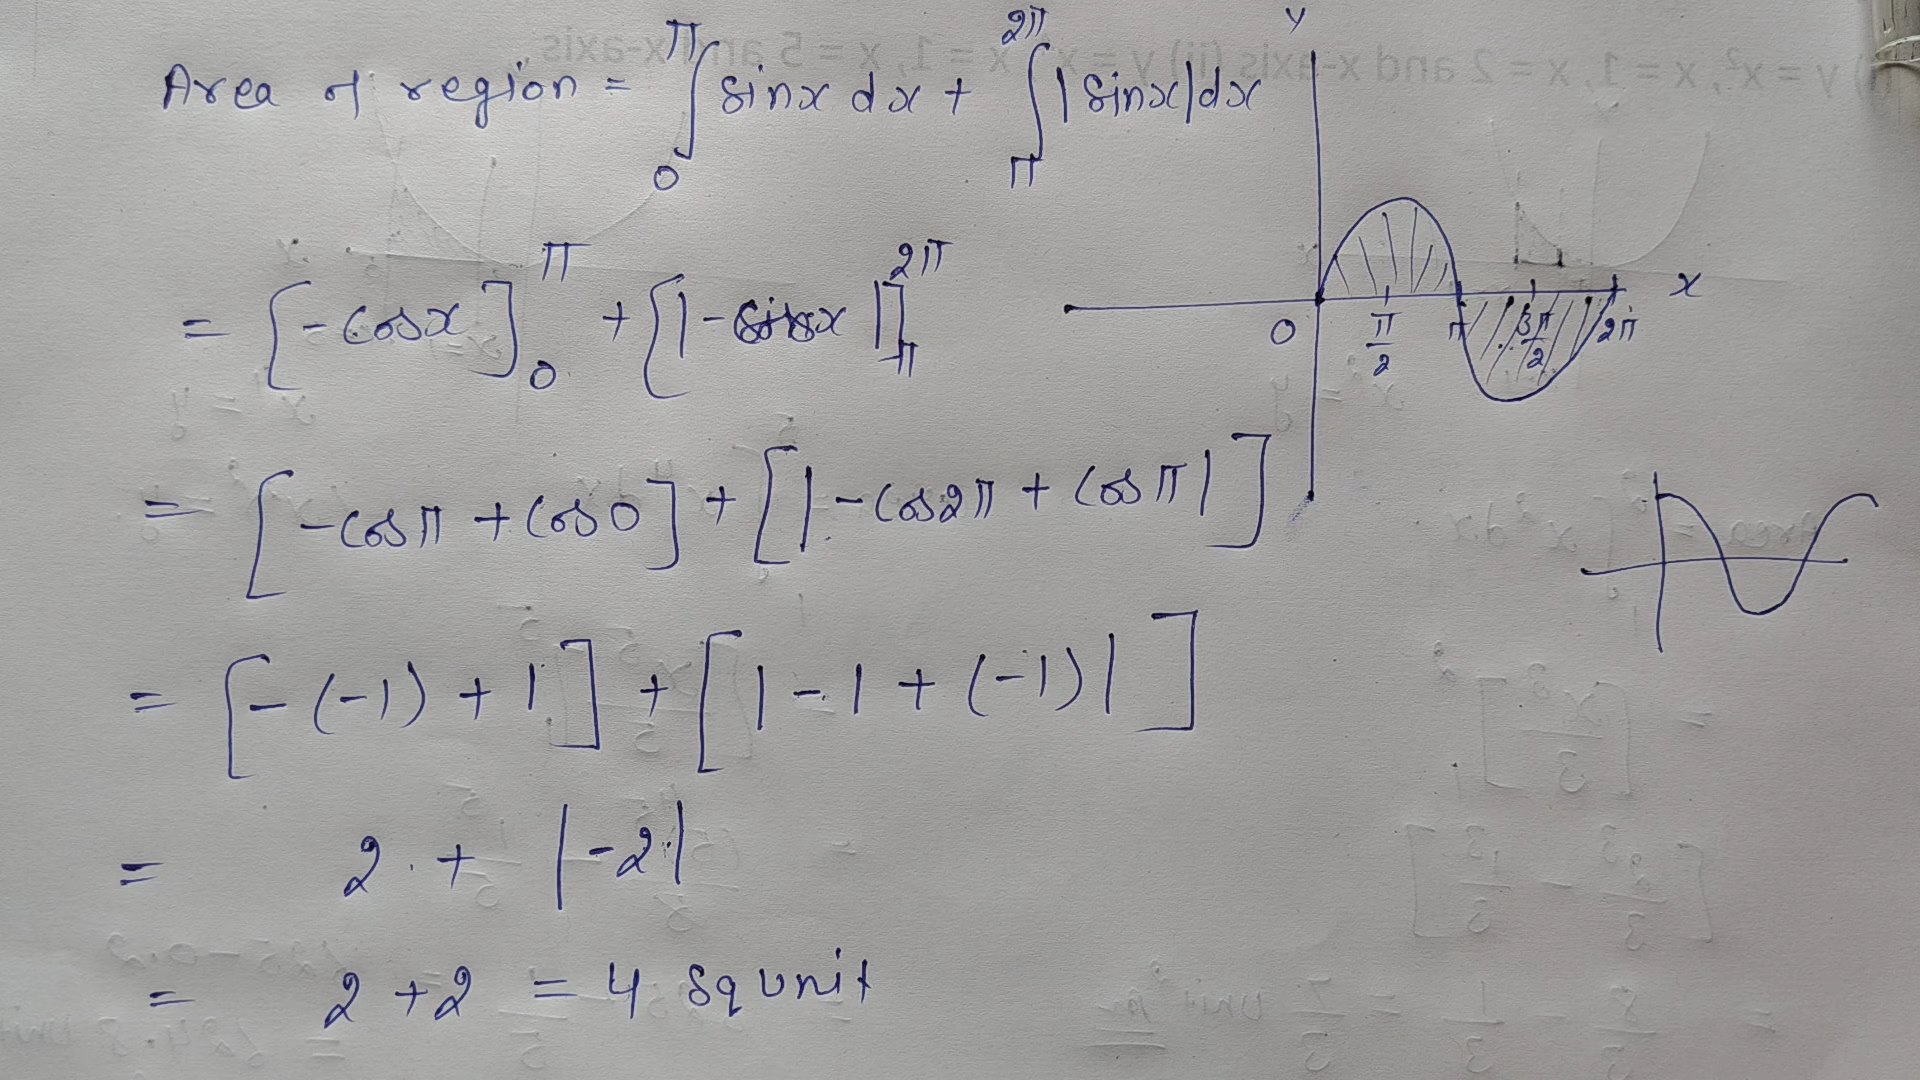 Area of region = ∫₀^π sinx dx + ∫_π^2π |sinx| dx
= [-cosx]₀^π + [|-cosx|]_π^2π
= [-cosπ + cos0] + [|-cos2π + cosπ|]
= [-(-1) + 1] + [|-1 + (-1)|]
= 2 + |-2|
= 2 + 2 = 4 sq unit
Y
x
O
π/2
π
3π/2
2π